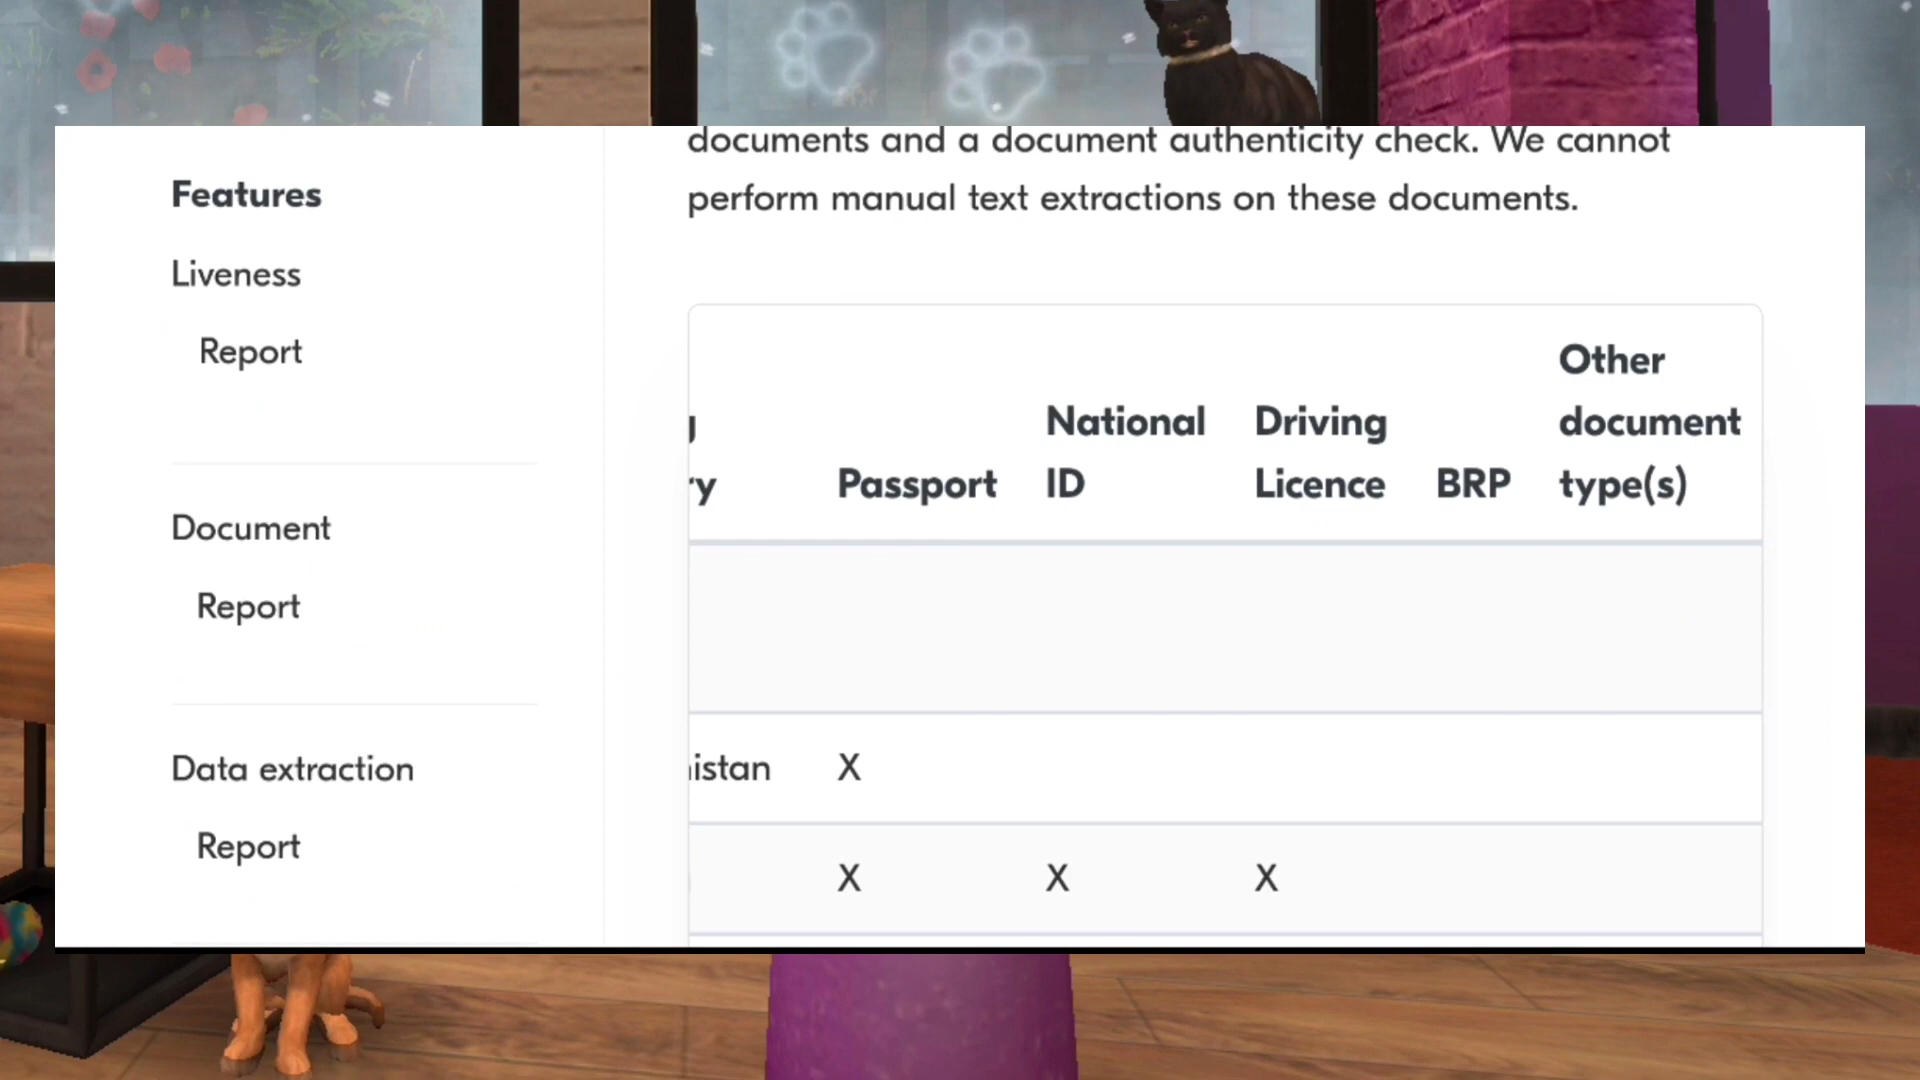 Features
Liveness
Report
Document
Report
Data extraction
Report
documents and a document authenticity check. We cannot
perform manual text extractions on these documents.
Passport
National
ID
Driving
Licence
BRP
Other
document
type(s)
istan X
X X X